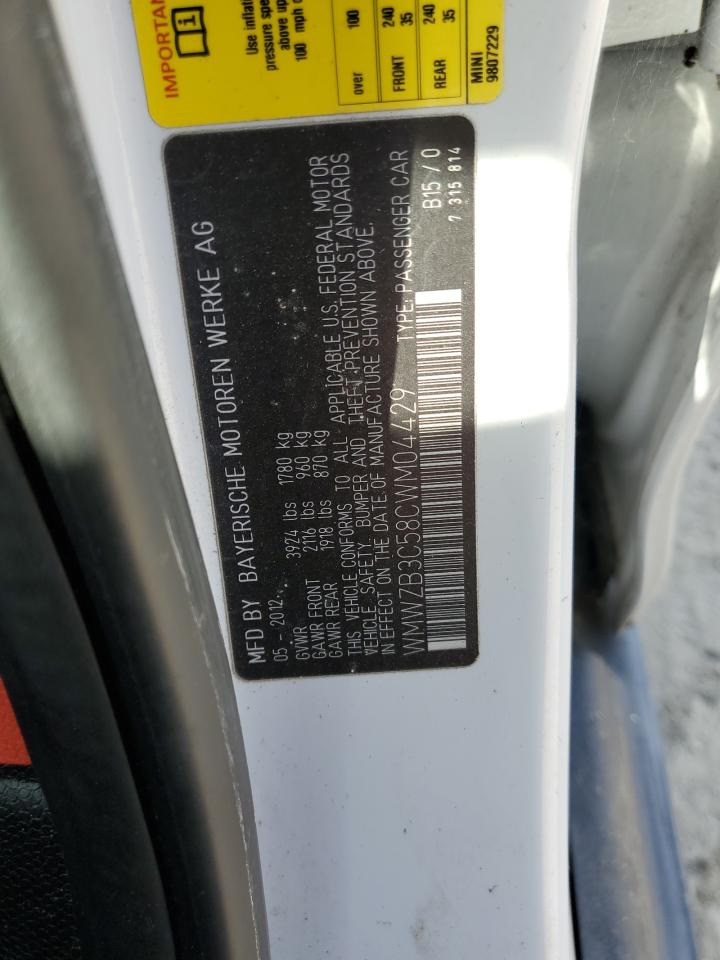 IMPORTAN
Use inflati
pressure spe
above up
100 mph o
over 100
FRONT 240 35
REAR 240 35
MINI
9807229
MFD BY BAYERISCHE MOTOREN WERKE AG
05 - 2012
GVWR 3924 lbs 1780 kg
GAWR FRONT 2116 lbs 960 kg
GAWR REAR 1918 lbs 870 kg
THIS VEHICLE CONFORMS TO ALL APPLICABLE U.S. FEDERAL MOTOR
VEHICLE SAFETY, BUMPER AND THEFT PREVENTION STANDARDS
IN EFFECT ON THE DATE OF MANUFACTURE SHOWN ABOVE.
WMWZB3C58CWM04429 TYPE: PASSENGER CAR
B15 / 0
7 315 814